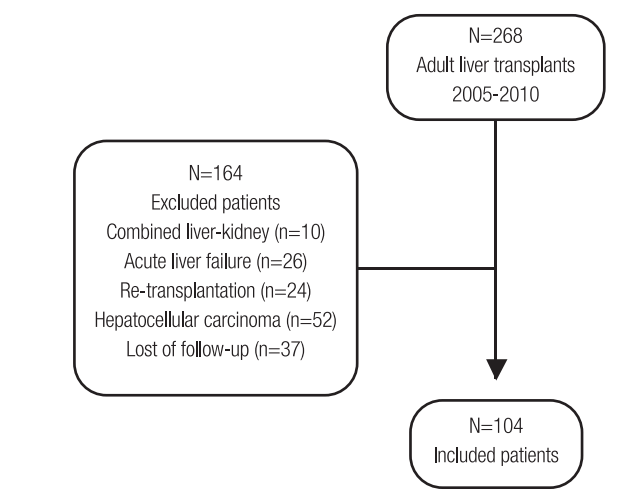 N=268
Adult liver transplants
2005-2010
N=164
Excluded patients
Combined liver-kidney (n=10)
Acute liver failure (n=26)
Re-transplantation (n=24)
Hepatocellular carcinoma (n=52)
Lost of follow-up (n=37)
N=104
Included patients